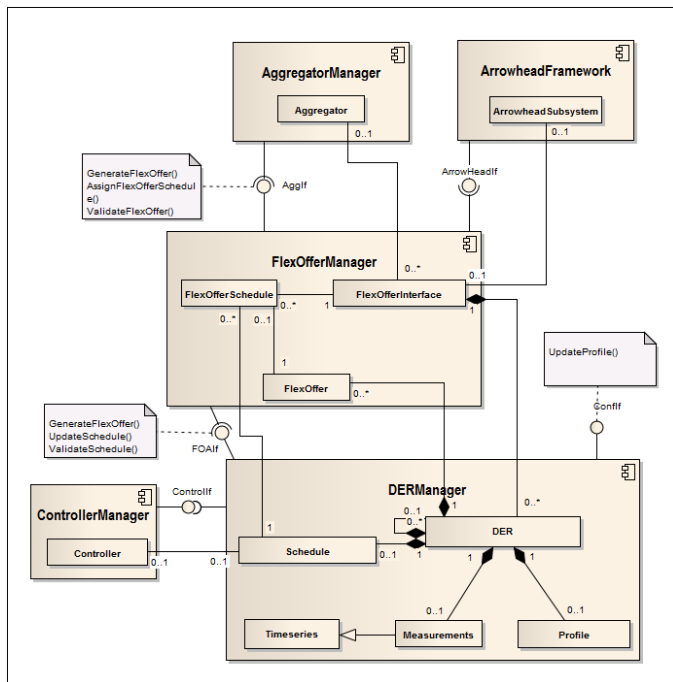 AggregatorManager
Aggregator
0..1
ArrowheadFramework
ArrowheadSubsystem
0..1
GenerateFlexOffer()
AssignFlexOfferSchedul
e()
ValidateFlexOffer()
AggIf
ArrowHeadIf
FlexOfferManager
0..*
0..1
FlexOfferSchedule
0..*
1
FlexOfferInterface
1
0..*
0..1
1
FlexOffer
0..*
UpdateProfile()
ConfIf
GenerateFlexOffer()
UpdateSchedule()
ValidateSchedule()
FOAIf
DERManager
ControlIf
ControllerManager
Controller
0..1
0..1
1
Schedule
0..1
1
0..1
0..*
1
0..*
DER
1
1
0..1
0..1
Timeseries
Measurements
Profile